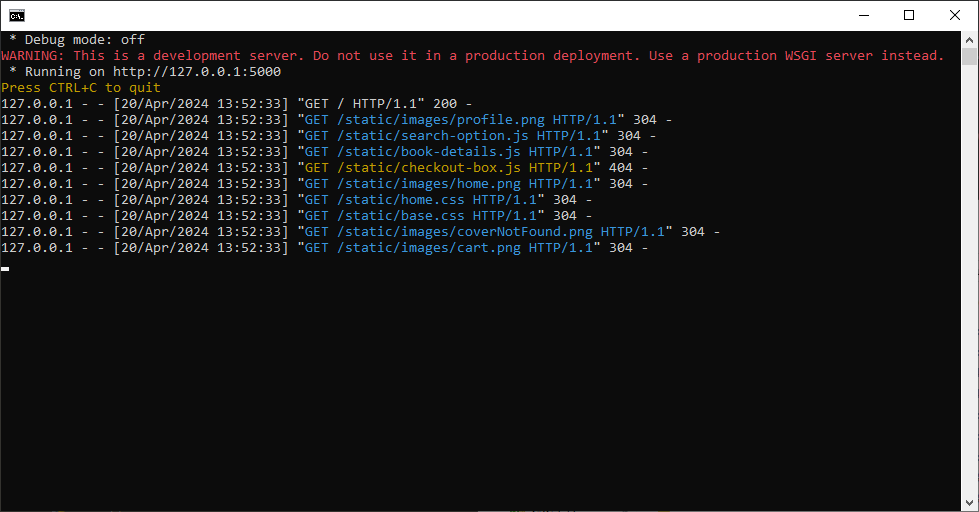 * Debug mode: off
WARNING: This is a development server. Do not use it in a production deployment. Use a production WSGI server instead.
* Running on http://127.0.0.1:5000
Press CTRL+C to quit
127.0.0.1 - - [20/Apr/2024 13:52:33] "GET / HTTP/1.1" 200 -
127.0.0.1 - - [20/Apr/2024 13:52:33] "GET /static/images/profile.png HTTP/1.1" 304 -
127.0.0.1 - - [20/Apr/2024 13:52:33] "GET /static/search-option.js HTTP/1.1" 304 -
127.0.0.1 - - [20/Apr/2024 13:52:33] "GET /static/book-details.js HTTP/1.1" 304 -
127.0.0.1 - - [20/Apr/2024 13:52:33] "GET /static/checkout-box.js HTTP/1.1" 404 -
127.0.0.1 - - [20/Apr/2024 13:52:33] "GET /static/images/home.png HTTP/1.1" 304 -
127.0.0.1 - - [20/Apr/2024 13:52:33] "GET /static/home.css HTTP/1.1" 304 -
127.0.0.1 - - [20/Apr/2024 13:52:33] "GET /static/base.css HTTP/1.1" 304 -
127.0.0.1 - - [20/Apr/2024 13:52:33] "GET /static/images/coverNotFound.png HTTP/1.1" 304 -
127.0.0.1 - - [20/Apr/2024 13:52:33] "GET /static/images/cart.png HTTP/1.1" 304 -